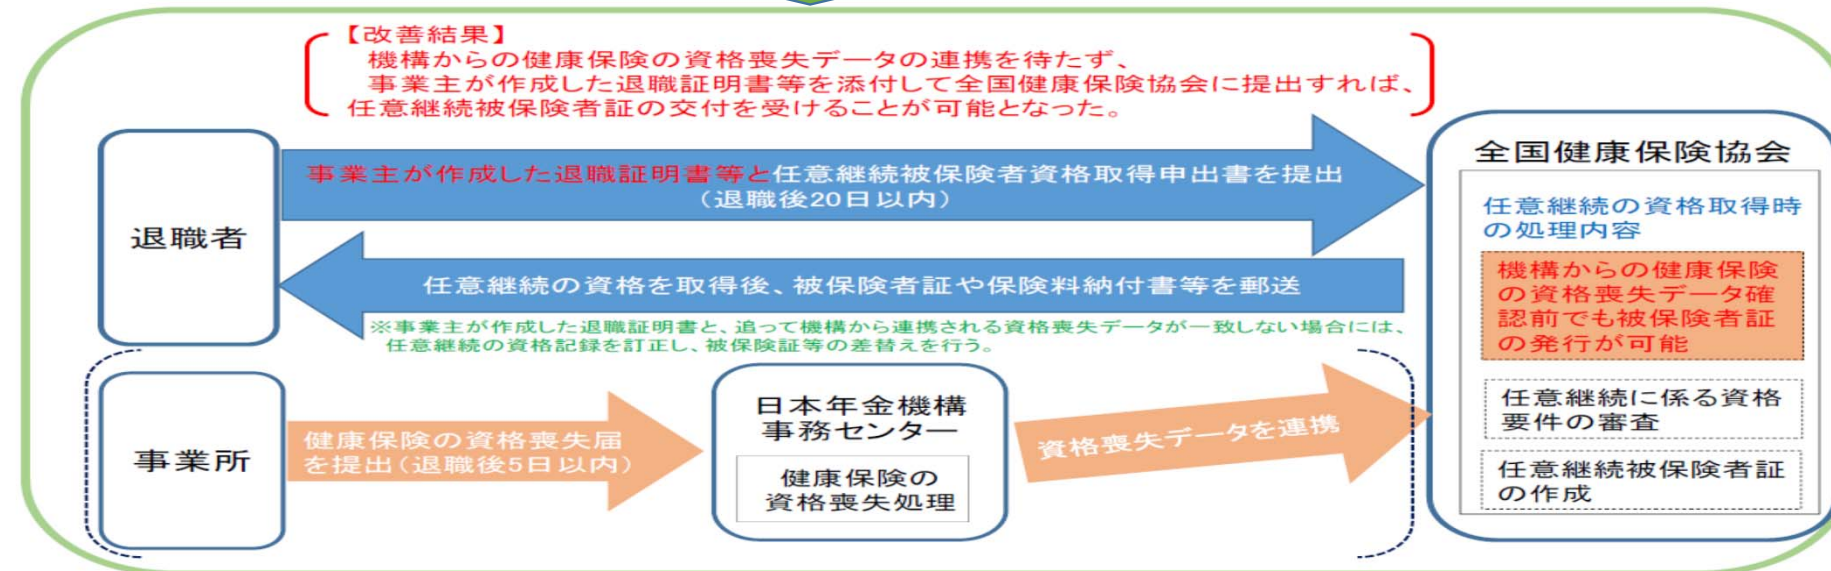 【改善結果】
機構からの健康保険の資格喪失データの連携を待たず、
事業主が作成した退職証明書等を添付して全国健康保険協会に提出すれば、
任意継続被保険者証の交付を受けることが可能となった。
退職者
事業主が作成した退職証明書等と任意継続被保険者資格取得申出書を提出
（退職後20日以内）
任意継続の資格を取得後、被保険者証や保険料納付書等を郵送
※事業主が作成した退職証明書と、追って機構から連携される資格喪失データが一致しない場合には、
任意継続の資格記録を訂正し、被保険証等の差替えを行う。
事業所
健康保険の資格喪失届
を提出（退職後5日以内）
日本年金機構
事務センター
健康保険の
資格喪失処理
資格喪失データを連携
全国健康保険協会
任意継続の資格取得時
の処理内容
機構からの健康保険
の資格喪失データ確
認前でも被保険者証
の発行が可能
任意継続に係る資格
要件の審査
任意継続被保険者証
の作成